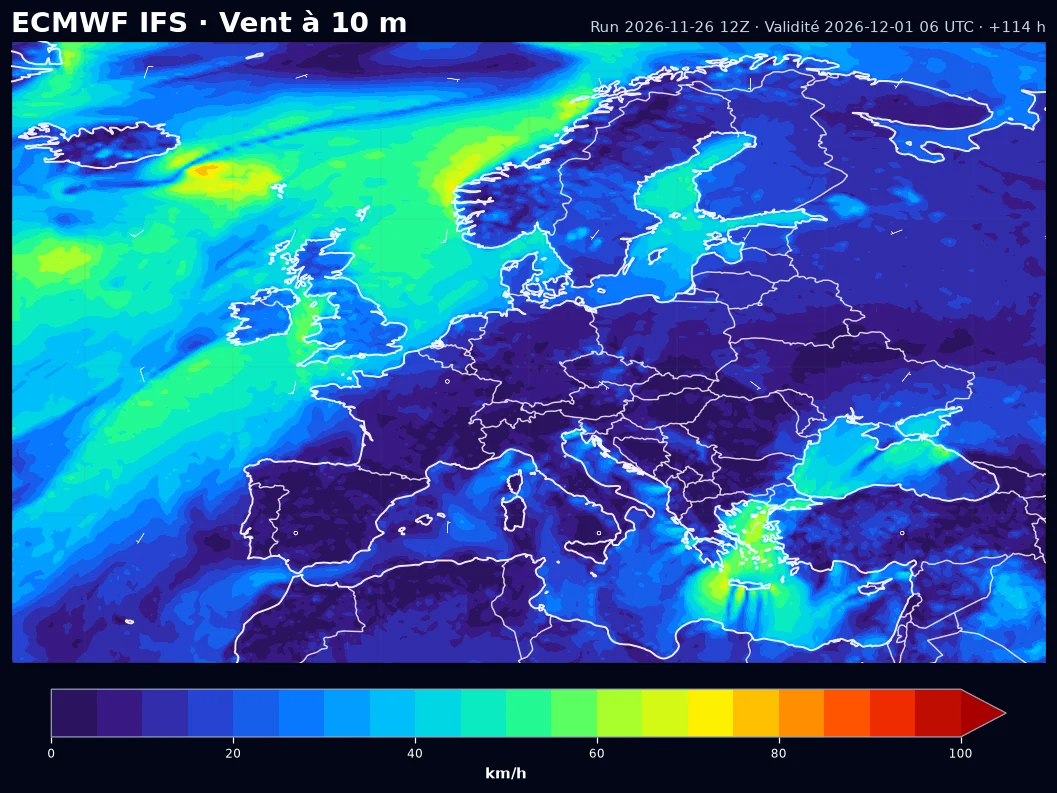 ECMWF IFS · Vent à 10 m
Run 2026-11-26 12Z · Validité 2026-12-01 06 UTC · +114 h
0 20 40 60 80 100
km/h